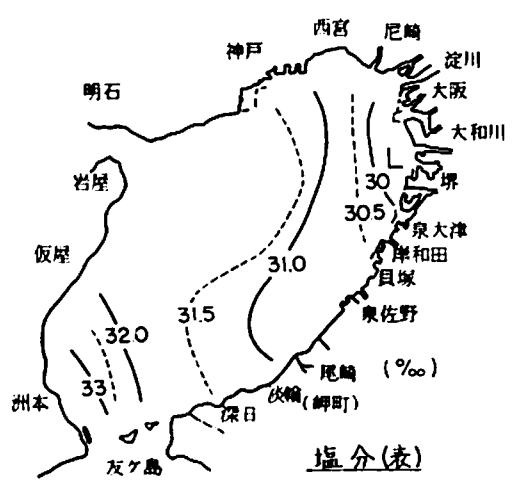 西宮
尼崎
神戸
淀川
明石
大阪
大和川
L
岩屋
30
堺
30.5
泉大津
仮屋
岸和田
31.0
貝塚
31.5
泉佐野
32.0
尾崎
(‰)
33
淡輪
(岬町)
洲本
深日
友ケ島
塩分(表)